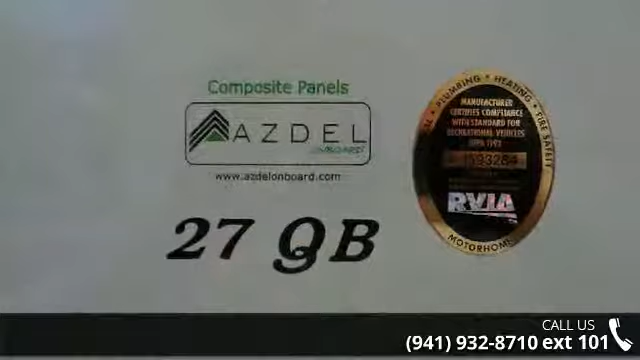 Composite Panels
AZDEL
ONBOARD
www.azdelonboard.com
27 QB
PLUMBING • HEATING • FIRE SAFETY
MANUFACTURER
CERTIFIES COMPLIANCE
WITH STANDARD FOR
RECREATIONAL VEHICLES
RVIA
MOTORHOME
CALL US
(941) 932-8710 ext 101